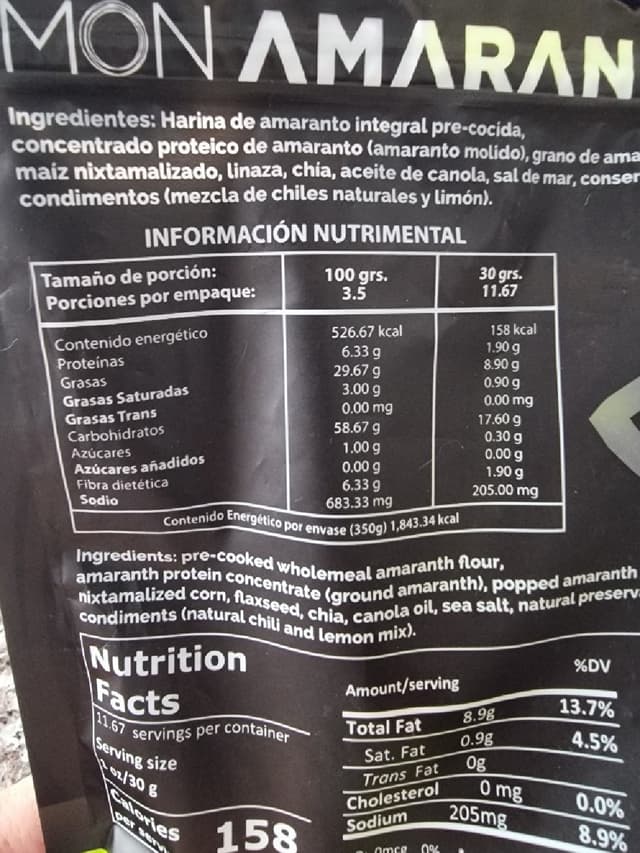 MON AMARAN
Ingredientes: Harina de amaranto integral pre-cocida,
concentrado proteico de amaranto (amaranto molido), grano de ama
maíz nixtamalizado, linaza, chía, aceite de canola, sal de mar, conser
condimentos (mezcla de chiles naturales y limón).
INFORMACIÓN NUTRIMENTAL
Tamaño de porción: 100 grs. 30 grs.
Porciones por empaque: 3.5 11.67
Contenido energético 526.67 kcal 158 kcal
Proteínas 6.33 g 1.90 g
Grasas 29.67 g 8.90 g
Grasas Saturadas 3.00 g 0.90 g
Grasas Trans 0.00 mg 0.00 mg
Carbohidratos 58.67 g 17.60 g
Azúcares 1.00 g 0.30 g
Azúcares añadidos 0.00 g 0.00 g
Fibra dietética 6.33 g 1.90 g
Sodio 683.33 mg 205.00 mg
Contenido Energético por envase (350g) 1,843.34 kcal
Ingredients: pre-cooked wholemeal amaranth flour,
amaranth protein concentrate (ground amaranth), popped amaranth
nixtamalized corn, flaxseed, chia, canola oil, sea salt, natural preserv
condiments (natural chili and lemon mix).
Nutrition
Facts
11.67 servings per container
Serving size
oz/30 g
Calories
per serv
158
Amount/serving %DV
Total Fat 8.9g 13.7%
Sat. Fat 0.9g 4.5%
Trans Fat 0g
Cholesterol 0 mg 0.0%
Sodium 205mg 8.9%
0mcg 0%